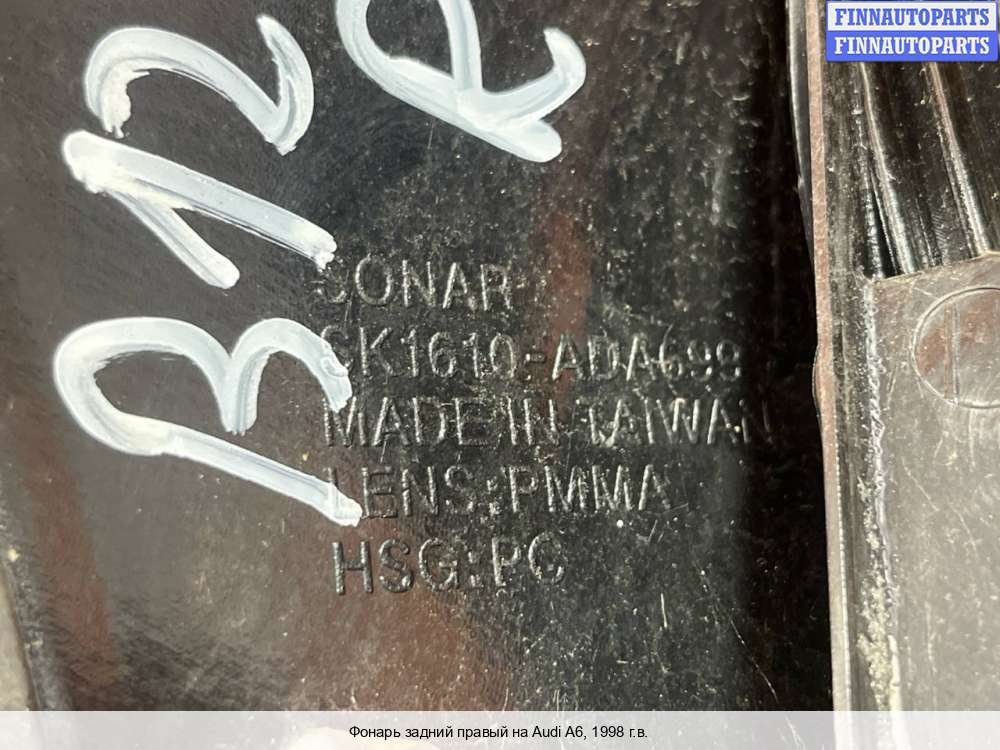 FINNAUTOPARTS
FINNAUTOPARTS
B12
R
SONAR
SK1610-ADA698
MADE IN TAIWAN
LENS:PMMA
HSG:PC
Фонарь задний правый на Audi A6, 1998 г.в.